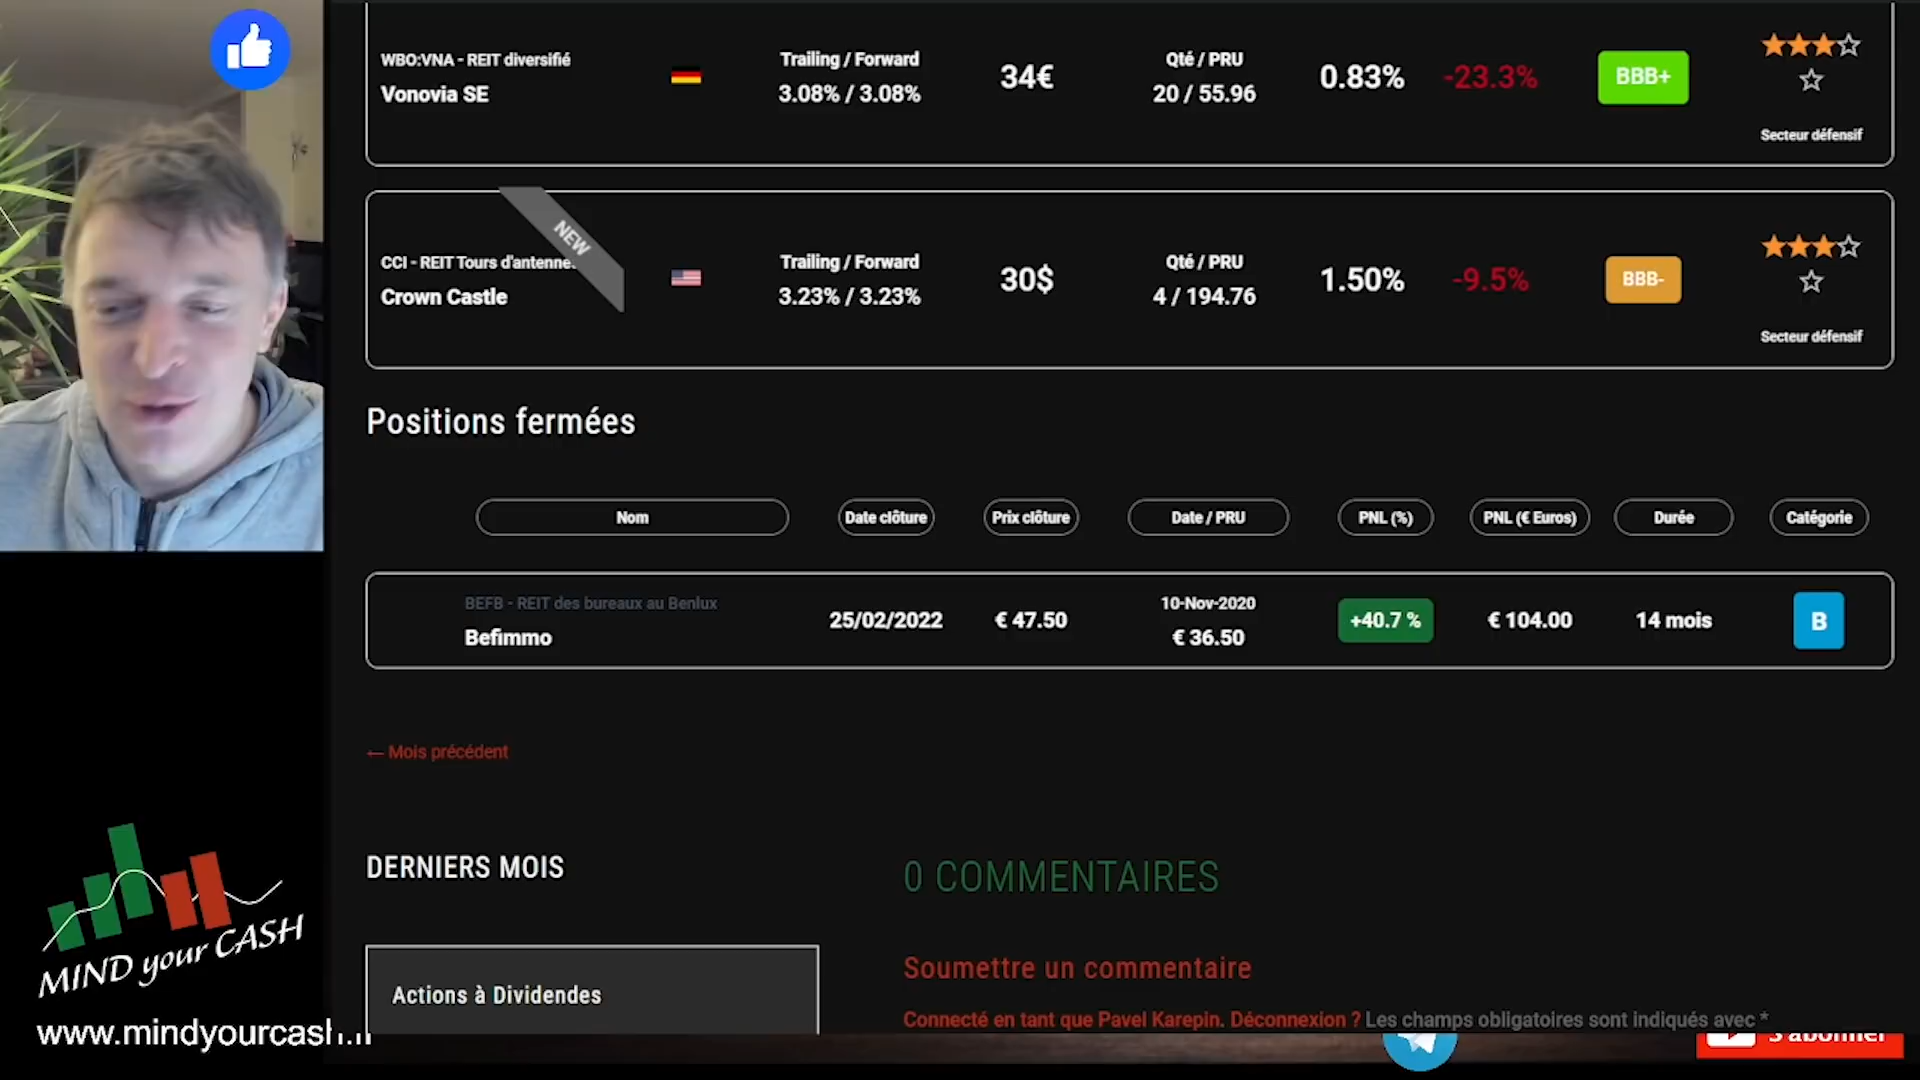 WBO:VNA - REIT diversifié
Vonovia SE
Trailing / Forward
3.08% / 3.08%
34€
Qté / PRU
20 / 55.96
0.83%
-23.3%
BBB+
Secteur défensif
NEW
CCI - REIT Tours d'antenne
Crown Castle
Trailing / Forward
3.23% / 3.23%
30$
Qté / PRU
4 / 194.76
1.50%
-9.5%
BBB-
Secteur défensif
Positions fermées
Nom
Date clôture
Prix clôture
Date / PRU
PNL (%)
PNL (€ Euros)
Durée
Catégorie
BEFB - REIT des bureaux au Benlux
Befimmo
25/02/2022
€ 47.50
10-Nov-2020
€ 36.50
+40.7 %
€ 104.00
14 mois
B
← Mois précédent
DERNIERS MOIS
Actions à Dividendes
0 COMMENTAIRES
Soumettre un commentaire
Connecté en tant que Pavel Karepin. Déconnexion ? Les champs obligatoires sont indiqués avec *
MIND your CASH
www.mindyourcash.
S'abonner